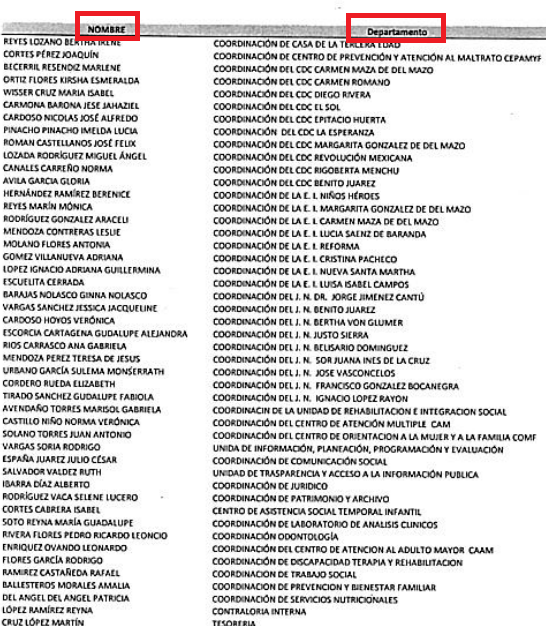 NOMBRE Departamento
REYES LOZANO BERTHA IRENE COORDINACIÓN DE CASA DE LA TERCERA EDAD
CORTES PÉREZ JOAQUÍN COORDINACIÓN DE CENTRO DE PREVENCIÓN Y ATENCIÓN AL MALTRATO CEPAMYF
BECERRIL RESENDIZ MARLENE COORDINACIÓN DEL CDC CARMEN MAZA DE DEL MAZO
ORTIZ FLORES KIRSHA ESMERALDA COORDINACIÓN DEL CDC CARMEN ROMANO
WISSER CRUZ MARIA ISABEL COORDINACIÓN DEL CDC DIEGO RIVERA
CARMONA BARONA JESE JAHAZIEL COORDINACIÓN DEL CDC EL SOL
CARDOSO NICOLAS JOSÉ ALFREDO COORDINACIÓN DEL CDC EPITACIO HUERTA
PINACHO PINACHO IMELDA LUCIA COORDINACIÓN DEL CDC LA ESPERANZA
ROMAN CASTELLANOS JOSÉ FELIX COORDINACIÓN DEL CDC MARGARITA GONZALEZ DE DEL MAZO
LOZADA RODRÍGUEZ MIGUEL ÁNGEL COORDINACIÓN DEL CDC REVOLUCIÓN MEXICANA
CANALES CARREÑO NORMA COORDINACIÓN DEL CDC RIGOBERTA MENCHU
AVILA GARCIA GLORIA COORDINACIÓN DEL CDC BENITO JUAREZ
HERNÁNDEZ RAMÍREZ BERENICE COORDINACIÓN DE LA E. I. NIÑOS HÉROES
REYES MARÍN MÓNICA COORDINACIÓN DE LA E. I. MARGARITA GONZALEZ DE DEL MAZO
RODRÍGUEZ GONZALEZ ARACELI COORDINACIÓN DE LA E. I. CARMEN MAZA DE DEL MAZO
MENDOZA CONTRERAS LESLIE COORDINACIÓN DE LA E. I. LUCIA SAENZ DE BARANDA
MOLANO FLORES ANTONIA COORDINACIÓN DE LA E. I. REFORMA
GOMEZ VILLANUEVA ADRIANA COORDINACIÓN DE LA E. I. CRISTINA PACHECO
LOPEZ IGNACIO ADRIANA GUILLERMINA COORDINACIÓN DE LA E. I. NUEVA SANTA MARTHA
ESCUELITA CERRADA COORDINACIÓN DE LA E. I. LUISA ISABEL CAMPOS
BARAJAS NOLASCO GINNA NOLASCO COORDINACIÓN DEL J. N. DR. JORGE JIMENEZ CANTÚ
VARGAS SANCHEZ JESSICA JACQUELINE COORDINACIÓN DEL J. N. BENITO JUAREZ
CARDOSO HOYOS VERÓNICA COORDINACIÓN DEL J. N. BERTHA VON GLUMER
ESCORCIA CARTAGENA GUDALUPE ALEJANDRA COORDINACIÓN DEL J. N. JUSTO SIERRA
RIOS CARRASCO ANA GABRIELA COORDINACIÓN DEL J. N. BELISARIO DOMINGUEZ
MENDOZA PEREZ TERESA DE JESUS COORDINACIÓN DEL J. N. SOR JUANA INES DE LA CRUZ
URBANO GARCÍA SULEMA MONSERRATH COORDINACIÓN DEL J. N. JOSE VASCONCELOS
CORDERO RUEDA ELIZABETH COORDINACIÓN DEL J. N. FRANCISCO GONZALEZ BOCANEGRA
TIRADO SANCHEZ GUDALUPE FABIOLA COORDINACIÓN DEL J. N. IGNACIO LOPEZ RAYON
AVENDAÑO TORRES MARISOL GABRIELA COORDINACIN DE LA UNIDAD DE REHABILITACION E INTEGRACION SOCIAL
CASTILLO NIÑO NORMA VERÓNICA COORDINACIÓN DEL CENTRO DE ATENCIÓN MULTIPLE CAM
SOLANO TORRES JUAN ANTONIO COORDINACIÓN DEL CENTRO DE ORIENTACION A LA MUJER Y A LA FAMILIA COMF
VARGAS SORIA RODRIGO UNIDA DE INFORMACIÓN, PLANEACIÓN, PROGRAMACIÓN Y EVALUACIÓN
ESPAÑA JUAREZ JULIO CÉSAR COORDINACIÓN DE COMUNICACIÓN SOCIAL
SALVADOR VALDEZ RUTH UNIDAD DE TRASPARENCIA Y ACCESO A LA INFORMACIÓN PUBLICA
IBARRA DÍAZ ALBERTO COORDINACIÓN DE JURIDICO
RODRÍGUEZ VACA SELENE LUCERO COORDINACIÓN DE PATRIMONIO Y ARCHIVO
CORTES CABRERA ISABEL CENTRO DE ASISTENCIA SOCIAL TEMPORAL INFANTIL
SOTO REYNA MARÍA GUADALUPE COORDINACIÓN DE LABORATORIO DE ANALISIS CLINICOS
RIVERA FLORES PEDRO RICARDO LEONCIO COORDINACIÓN ODONTOLOGÍA
ENRIQUEZ OVANDO LEONARDO COORDINACIÓN DEL CENTRO DE ATENCION AL ADULTO MAYOR CAAM
FLORES GARCÍA RODRIGO COORDINACIÓN DE DISCAPACIDAD TERAPIA Y REHABILITACION
RAMIREZ CASTAÑEDA RAFAEL COORDINACIÓN DE TRABAJO SOCIAL
BALLESTEROS MORALES AMALIA COORDINACION DE PREVENCION Y BIENESTAR FAMILIAR
DEL ANGEL DEL ANGEL PATRICIA COORDINACIÓN DE SERVICIOS NUTRICIONALES
LÓPEZ RAMÍREZ REYNA CONTRALORIA INTERNA
CRUZ LÓPEZ MARTÍN TESORERIA